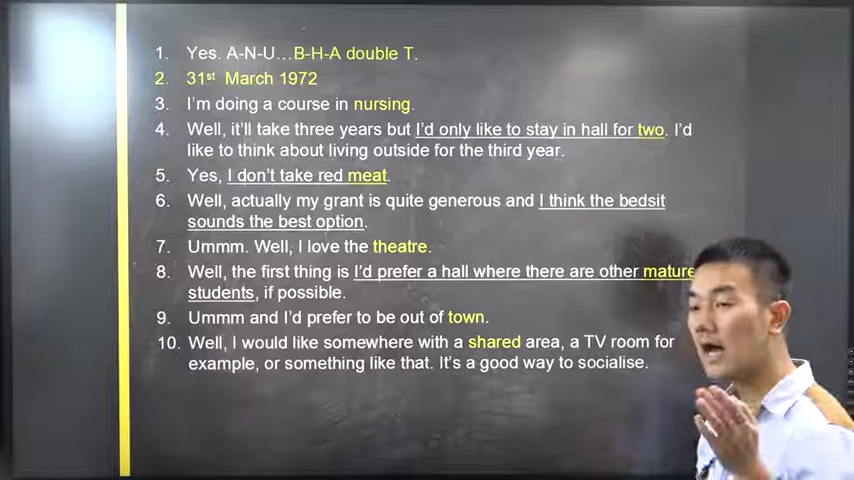 1. Yes. A-N-U…B-H-A double T.
2. 31st March 1972
3. I'm doing a course in nursing.
4. Well, it'll take three years but I'd only like to stay in hall for two. I'd
like to think about living outside for the third year.
5. Yes, I don't take red meat.
6. Well, actually my grant is quite generous and I think the bedsit
sounds the best option.
7. Ummm. Well, I love the theatre.
8. Well, the first thing is I'd prefer a hall where there are other mature
students, if possible.
9. Ummm and I'd prefer to be out of town.
10. Well, I would like somewhere with a shared area, a TV room for
example, or something like that. It's a good way to socialise.